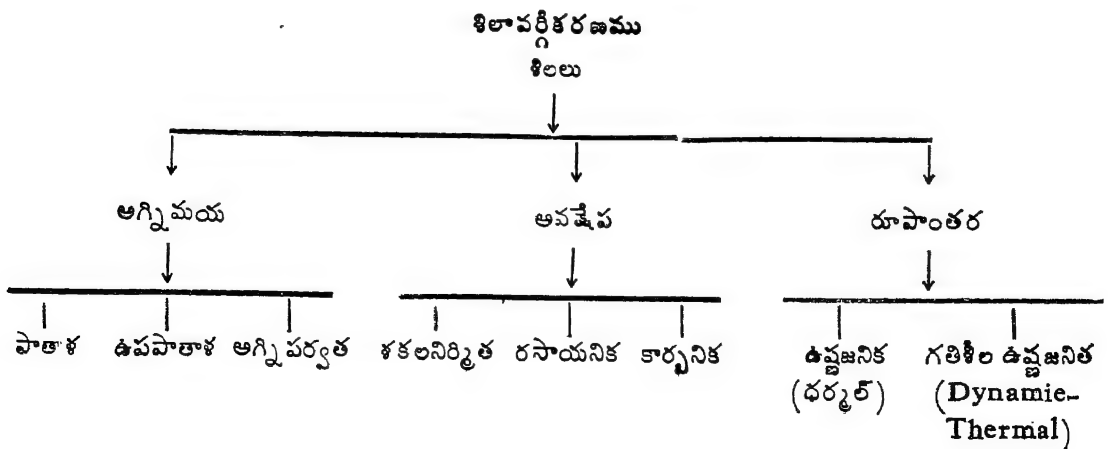 శిలావర్గీకరణము
శిలలు
అగ్నిమయ అవక్షేప రూపాంతర
పాతాళ ఉపపాతాళ అగ్నిపర్వత శకలనిర్మిత రసాయనిక కార్బనిక ఉష్ణజనిక గతిశీల ఉష్ణజనిత
(థర్మల్) (Dynamie-
Thermal)